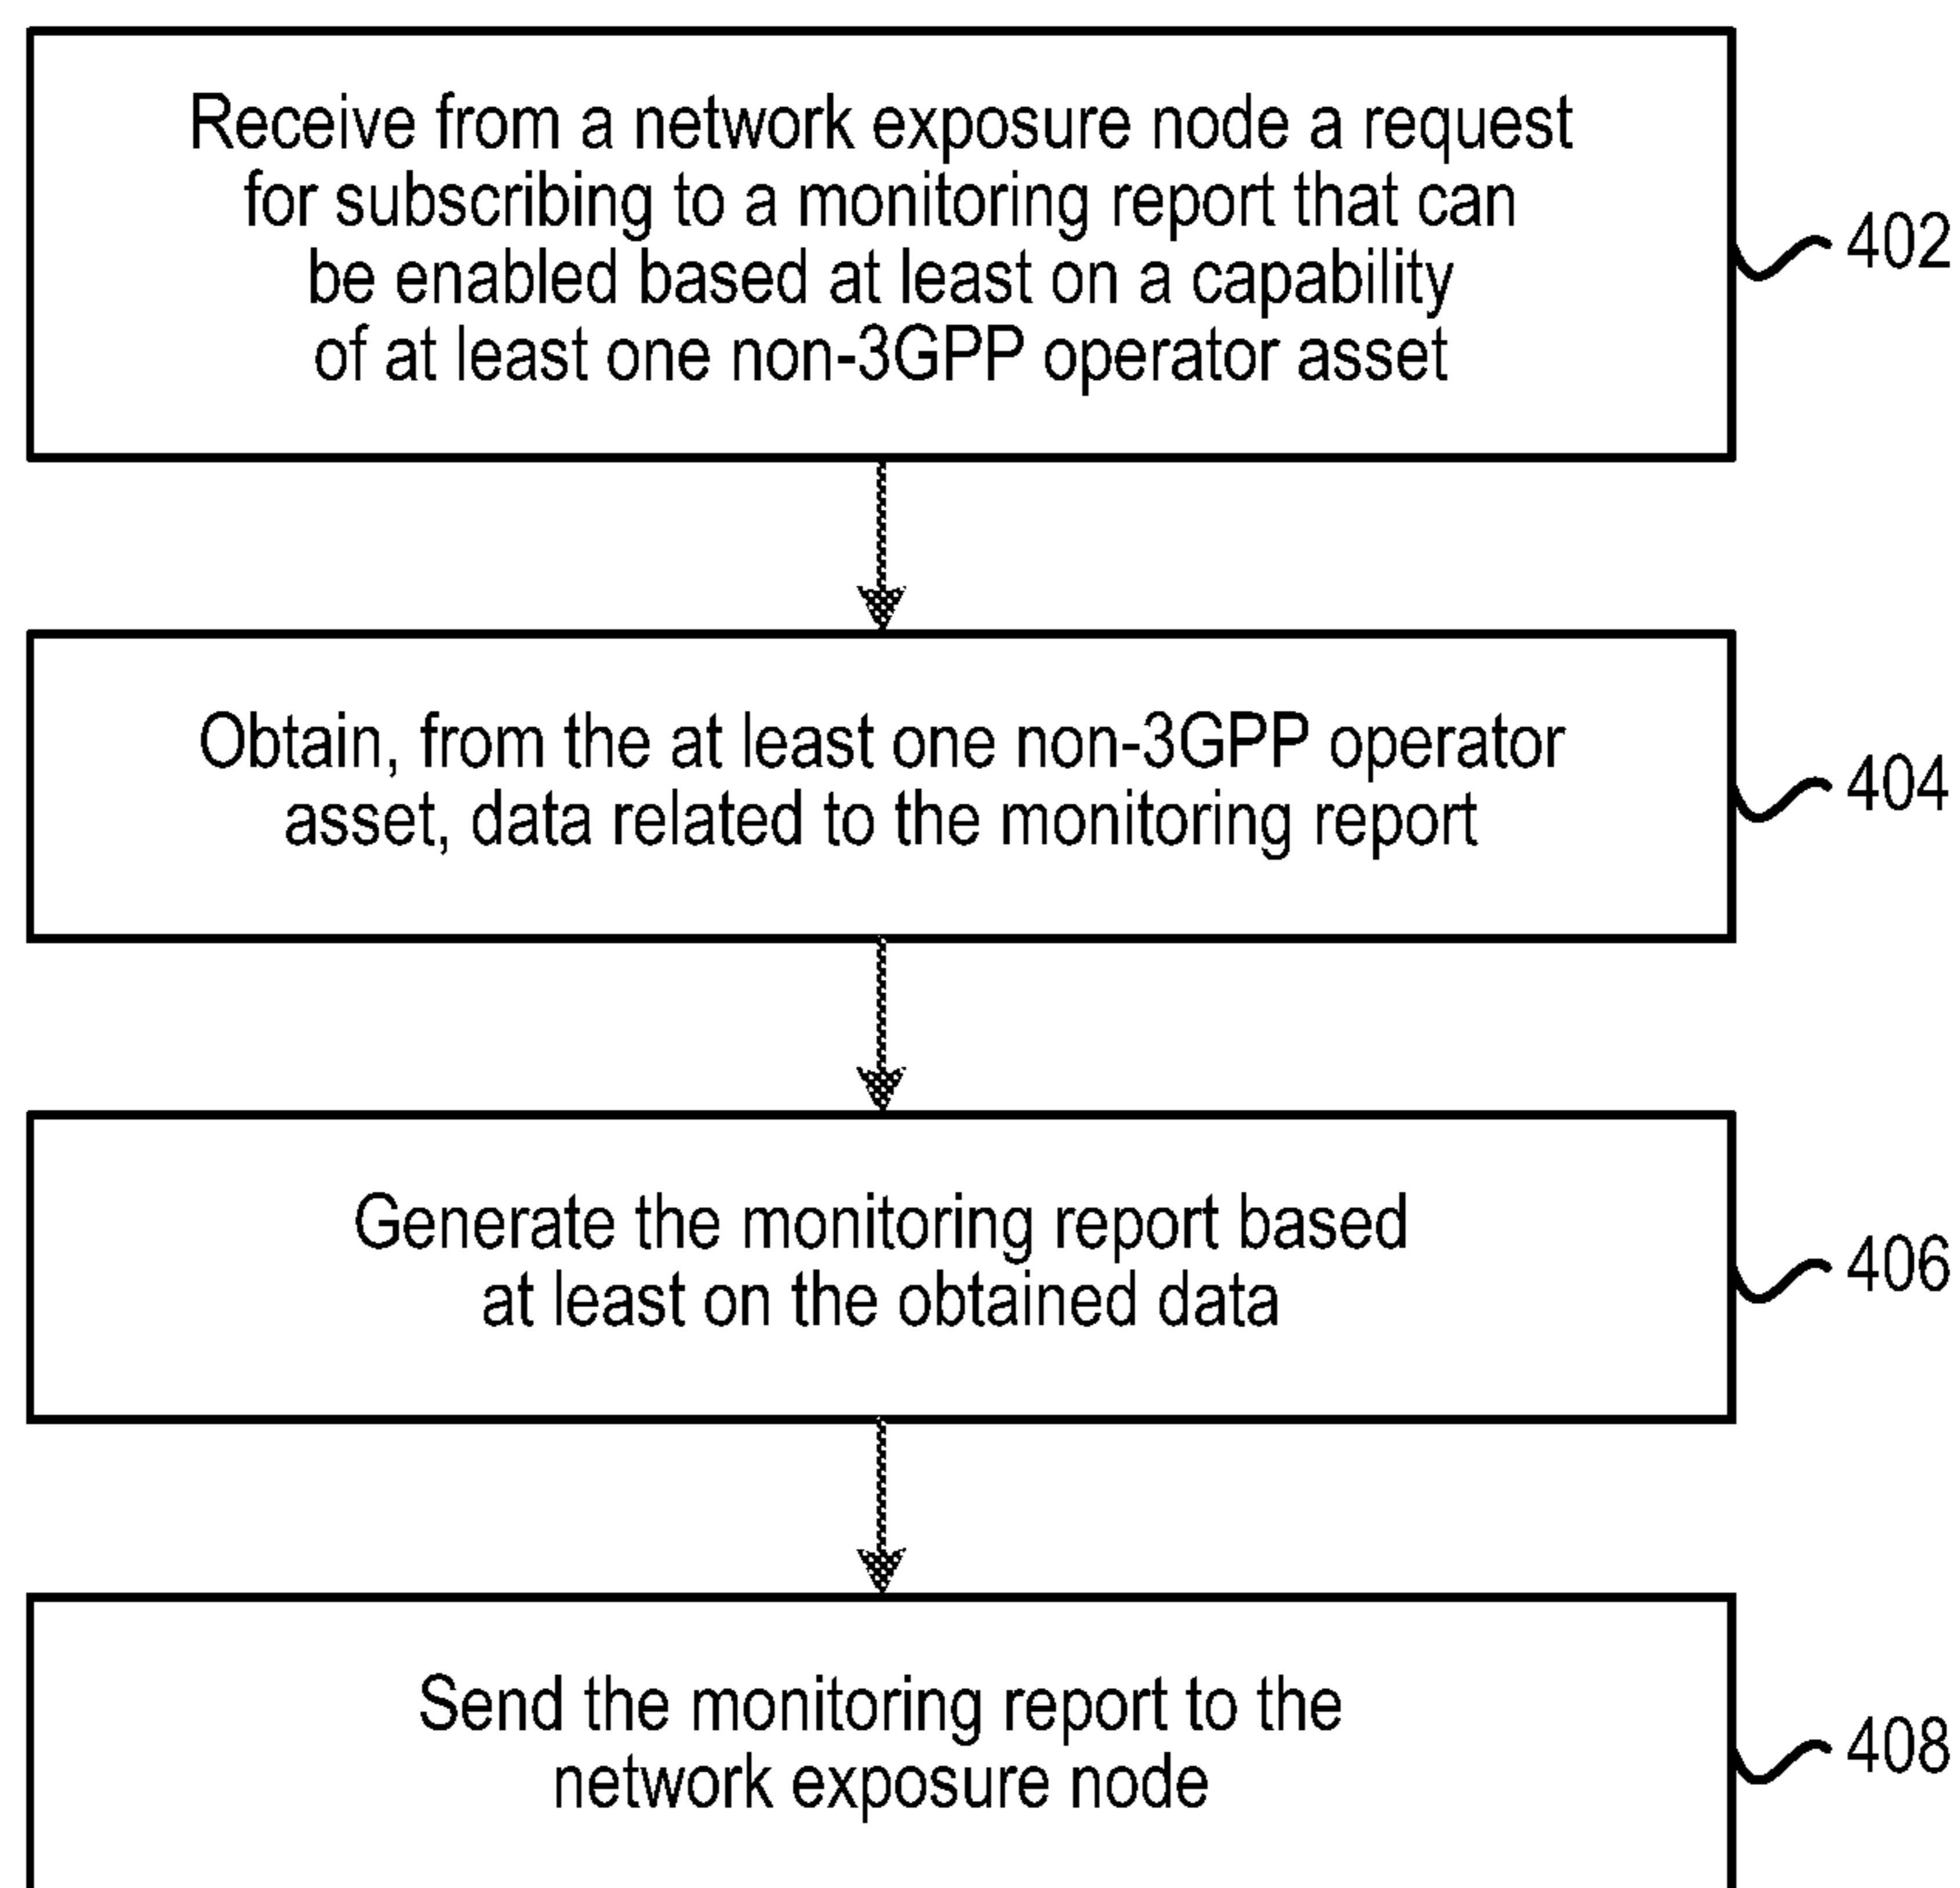 Receive from a network exposure node a request
for subscribing to a monitoring report that can
be enabled based at least on a capability
of at least one non-3GPP operator asset
402
Obtain, from the at least one non-3GPP operator
asset, data related to the monitoring report
404
Generate the monitoring report based
at least on the obtained data
406
Send the monitoring report to the
network exposure node
408